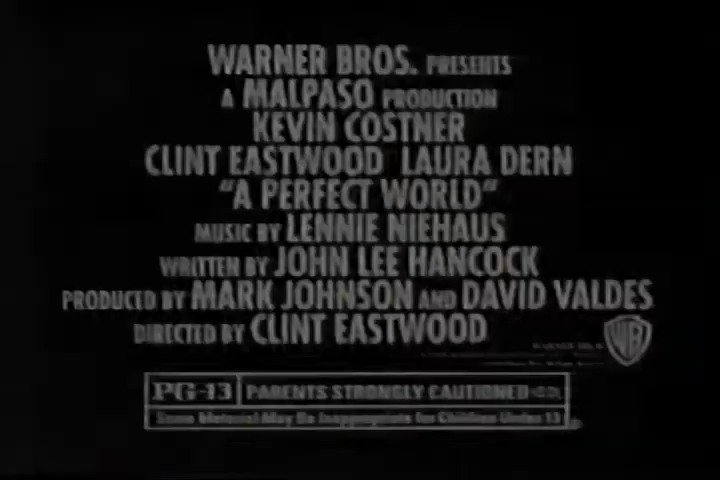 WARNER BROS. PRESENTS
A MALPASO PRODUCTION
KEVIN COSTNER
CLINT EASTWOOD LAURA DERN
"A PERFECT WORLD"
MUSIC BY LENNIE NIEHAUS
WRITTEN BY JOHN LEE HANCOCK
PRODUCED BY MARK JOHNSON AND DAVID VALDES
DIRECTED BY CLINT EASTWOOD
WB
PG-13 PARENTS STRONGLY CAUTIONED
Some Material May Be Inappropriate for Children Under 13